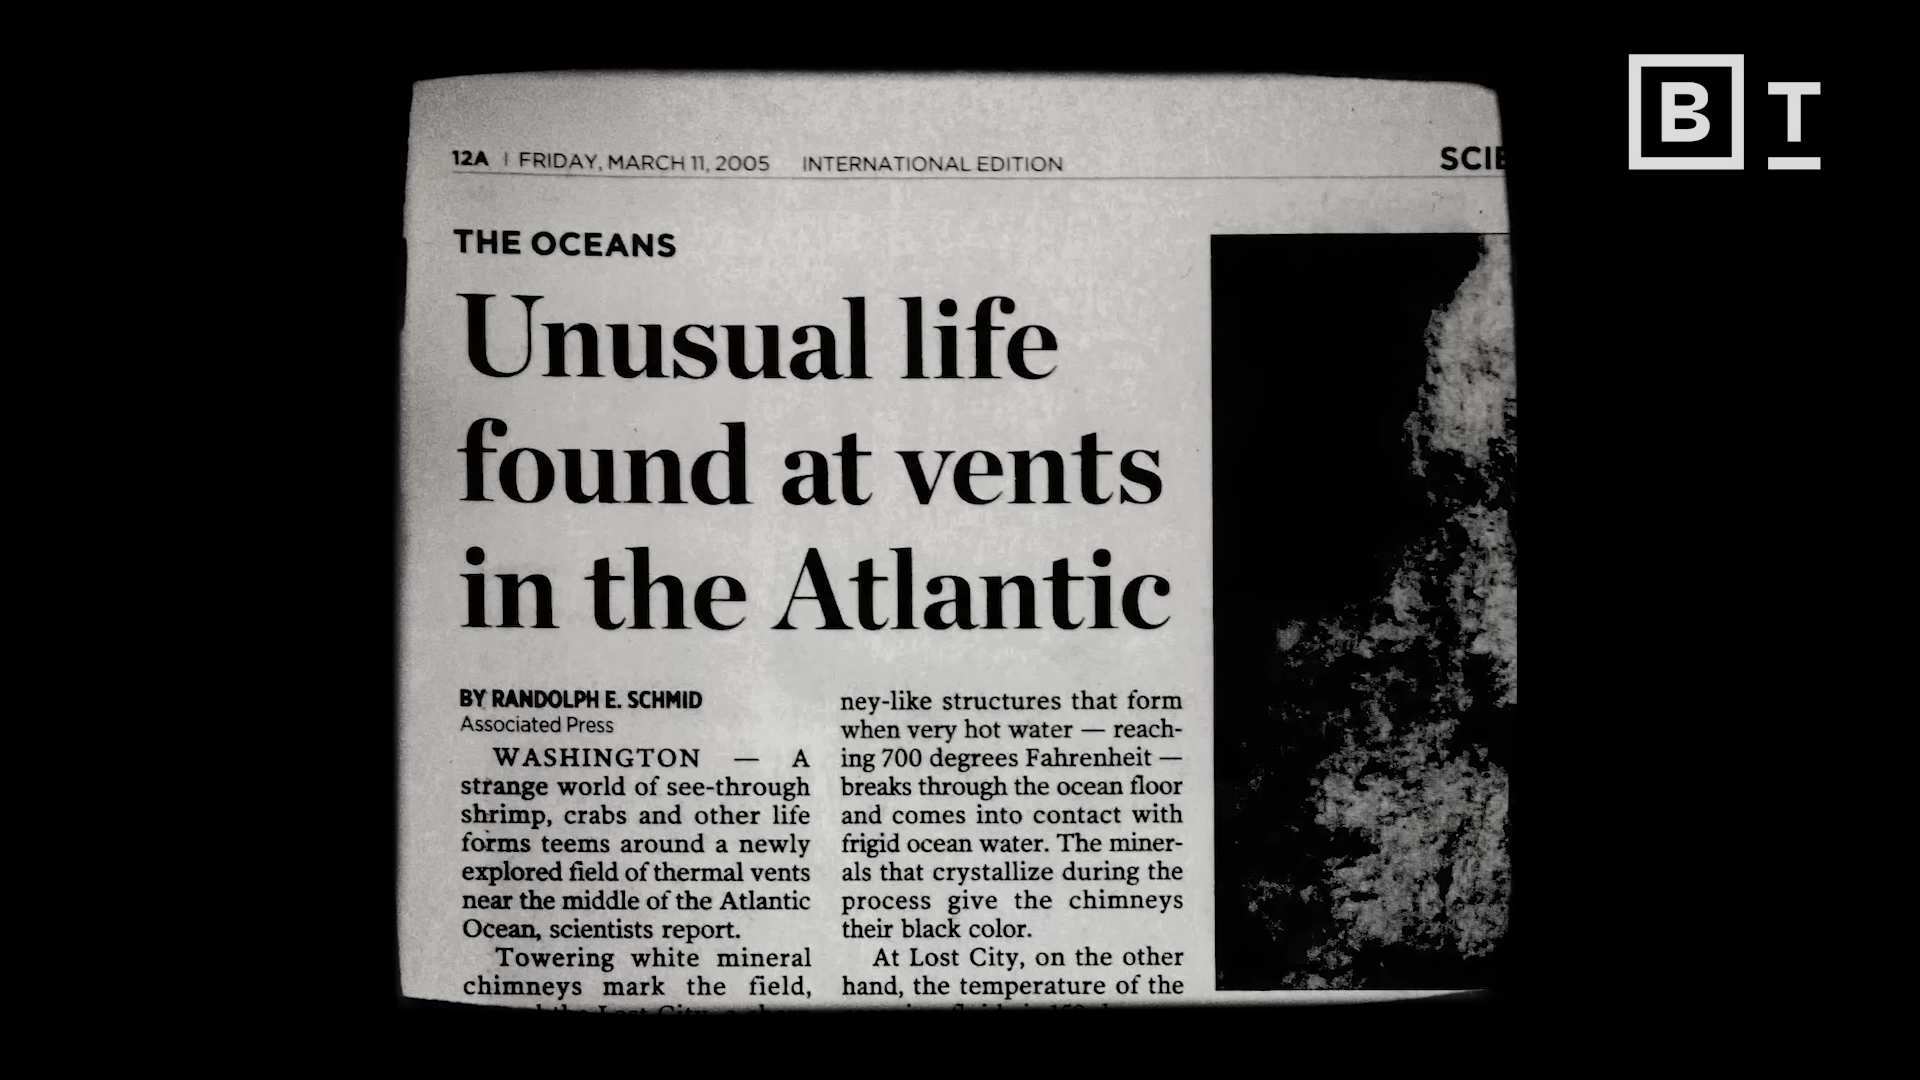 B T
12A | FRIDAY, MARCH 11, 2005 INTERNATIONAL EDITION
THE OCEANS
Unusual life
found at vents
in the Atlantic
BY RANDOLPH E. SCHMID
Associated Press
WASHINGTON — A
strange world of see-through
shrimp, crabs and other life
forms teems around a newly
explored field of thermal vents
near the middle of the Atlantic
Ocean, scientists report.
Towering white mineral
chimneys mark the field,
ney-like structures that form
when very hot water — reach-
ing 700 degrees Fahrenheit —
breaks through the ocean floor
and comes into contact with
frigid ocean water. The miner-
als that crystallize during the
process give the chimneys
their black color.
At Lost City, on the other
hand, the temperature of the